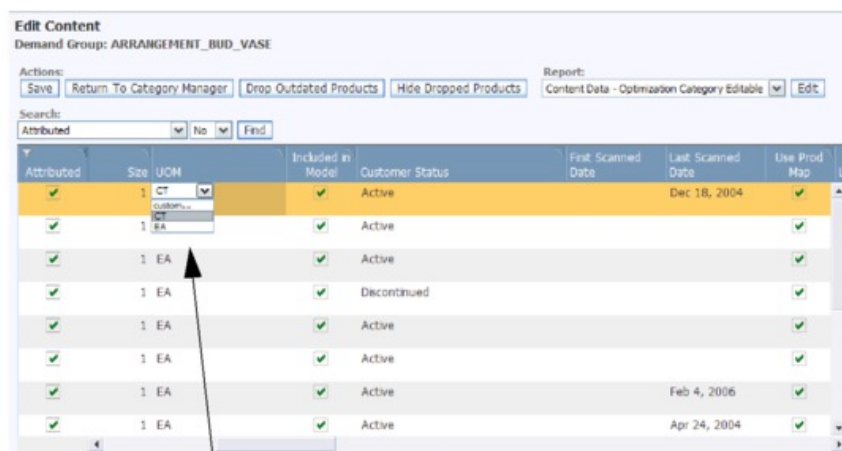 Edit Content
Demand Group: ARRANGEMENT_BUD_VASE
Actions: Report:
Save Return To Category Manager Drop Outdated Products Hide Dropped Products Content Data - Optimization Category Editable Edit
Search:
Attributed No Find
Attributed Size UOM Included in Model Customer Status First Scanned Date Last Scanned Date Use Prod Map
1 CT Active Dec 18, 2004
custom...
CT
1 EA Active
1 EA Active
1 EA Discontinued
1 EA Active
1 EA Active
1 EA Active Feb 4, 2006
1 EA Active Apr 24, 2004